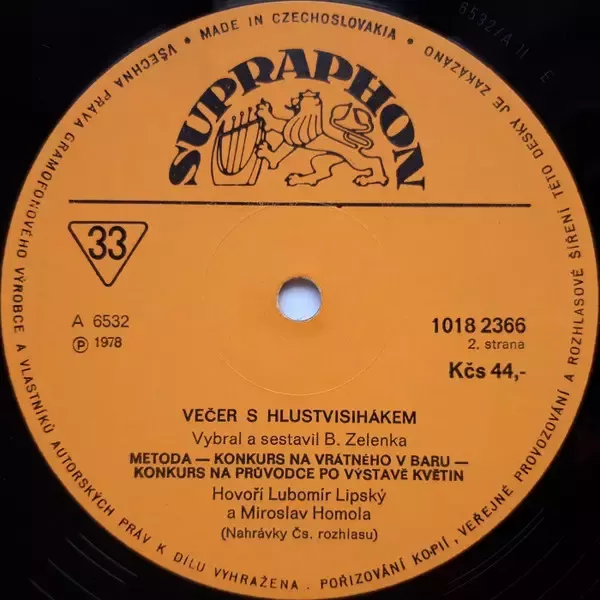 VŠECHNA PRÁVA GRAMOFONOVÉHO VÝROBCE A VLASTNÍKŮ AUTORSKÝCH PRÁV K DÍLU VYHRAŽENA. POŘIZOVÁNÍ KOPIÍ, VEŘEJNÉ PROVOZOVÁNÍ A ROZHLASOVÉ ŠÍŘENÍ TÉTO DESKY JE ZAKÁZÁNO
• MADE IN CZECHOSLOVAKIA •
6532/A II E
SUPRAPHON
33
A 6532
Ⓟ 1978
1018 2366
2. strana
Kčs 44,-
VEČER S HLUSTVISIHÁKEM
Vybral a sestavil B. Zelenka
METODA — KONKURS NA VRÁTNÉHO V BARU —
KONKURS NA PRŮVODCE PO VÝSTAVĚ KVĚTIN
Hovoří Lubomír Lipský
a Miroslav Homola
(Nahrávky Čs. rozhlasu)